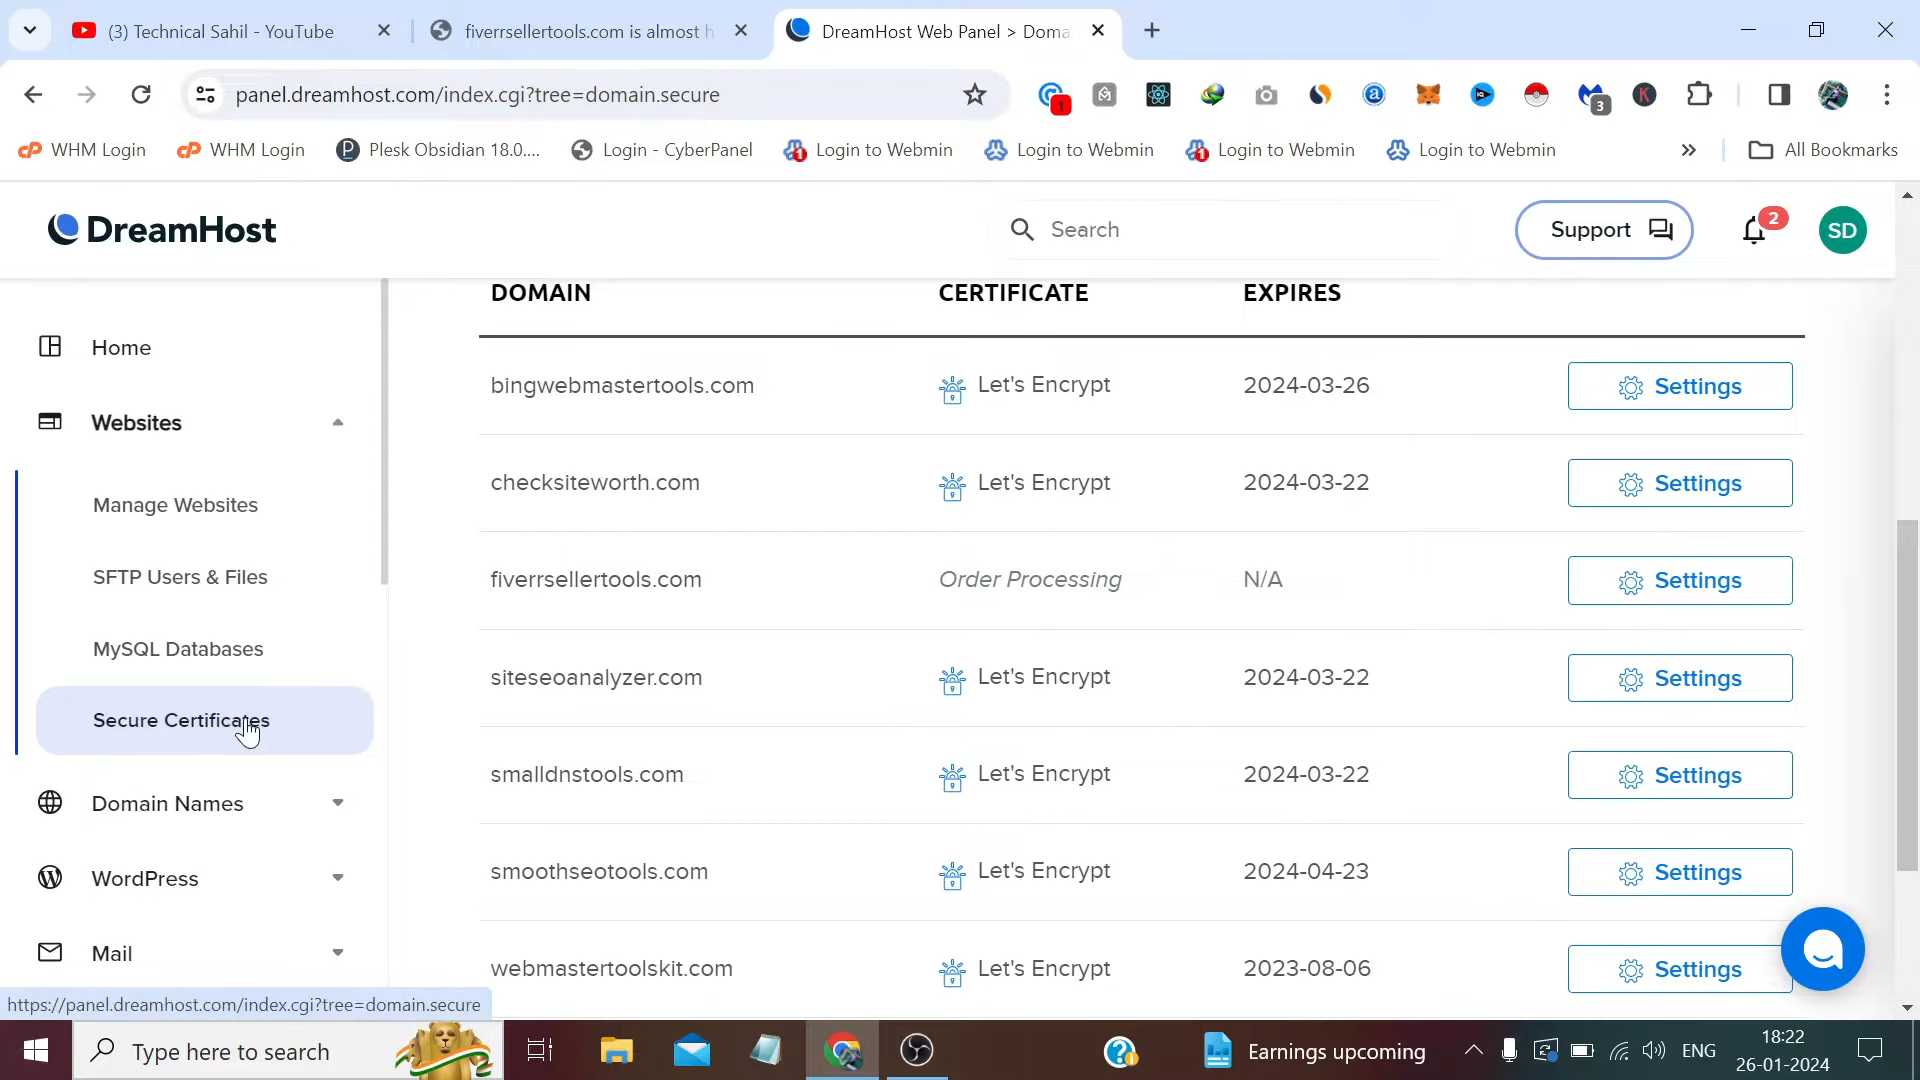 (3) Technical Sahil - YouTube
fiverrsellertools.com is almost h
DreamHost Web Panel > Doma
panel.dreamhost.com/index.cgi?tree=domain.secure
1
3
K
WHM Login
WHM Login
Plesk Obsidian 18.0....
Login - CyberPanel
Login to Webmin
Login to Webmin
Login to Webmin
Login to Webmin
All Bookmarks
DreamHost
Search
Support
2
SD
Home
Websites
Manage Websites
SFTP Users & Files
MySQL Databases
Secure Certificates
Domain Names
WordPress
Mail
DOMAIN CERTIFICATE EXPIRES
bingwebmastertools.com Let's Encrypt 2024-03-26 Settings
checksiteworth.com Let's Encrypt 2024-03-22 Settings
fiverrsellertools.com Order Processing N/A Settings
siteseoanalyzer.com Let's Encrypt 2024-03-22 Settings
smalldnstools.com Let's Encrypt 2024-03-22 Settings
smoothseotools.com Let's Encrypt 2024-04-23 Settings
webmastertoolskit.com Let's Encrypt 2023-08-06 Settings
https://panel.dreamhost.com/index.cgi?tree=domain.secure
Type here to search
Earnings upcoming
ENG
18:22
26-01-2024